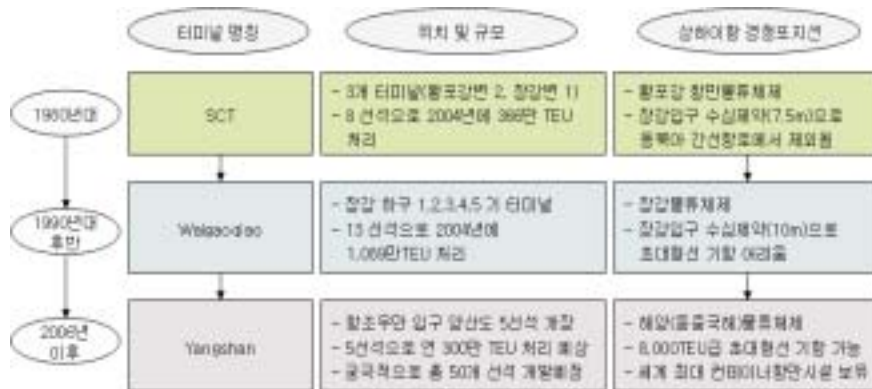 터미널 명칭
위치 및 규모
상하이항 경쟁포지션
1980년대
SCT
- 3개 터미널(황포강변 2, 장강변 1)
- 8 선석으로 2004년에 366만 TEU
처리
- 황포강 항만물류체제
- 장강입구 수심제약(7.5m)으로
동북아 간선항로에서 제외됨
1990년대
후반
Waigaoqiao
- 장강 하구 1,2,3,4,5 기 터미널
- 13 선석으로 2004년에
1,069만TEU 처리
- 장강물류체제
- 장강입구 수심제약(10m)으로
초대형선 기항 어려움
2006년
이후
Yangshan
- 항조우만 입구 양산도 5선석 개장
- 5선석으로 연 300만 TEU 처리 예상
- 궁극적으로 총 50개 선석 개발예정
- 해양(동중국해)물류체제
- 8,000TEU급 초대형선 기항 가능
- 세계 최대 컨테이너항만시설 보유